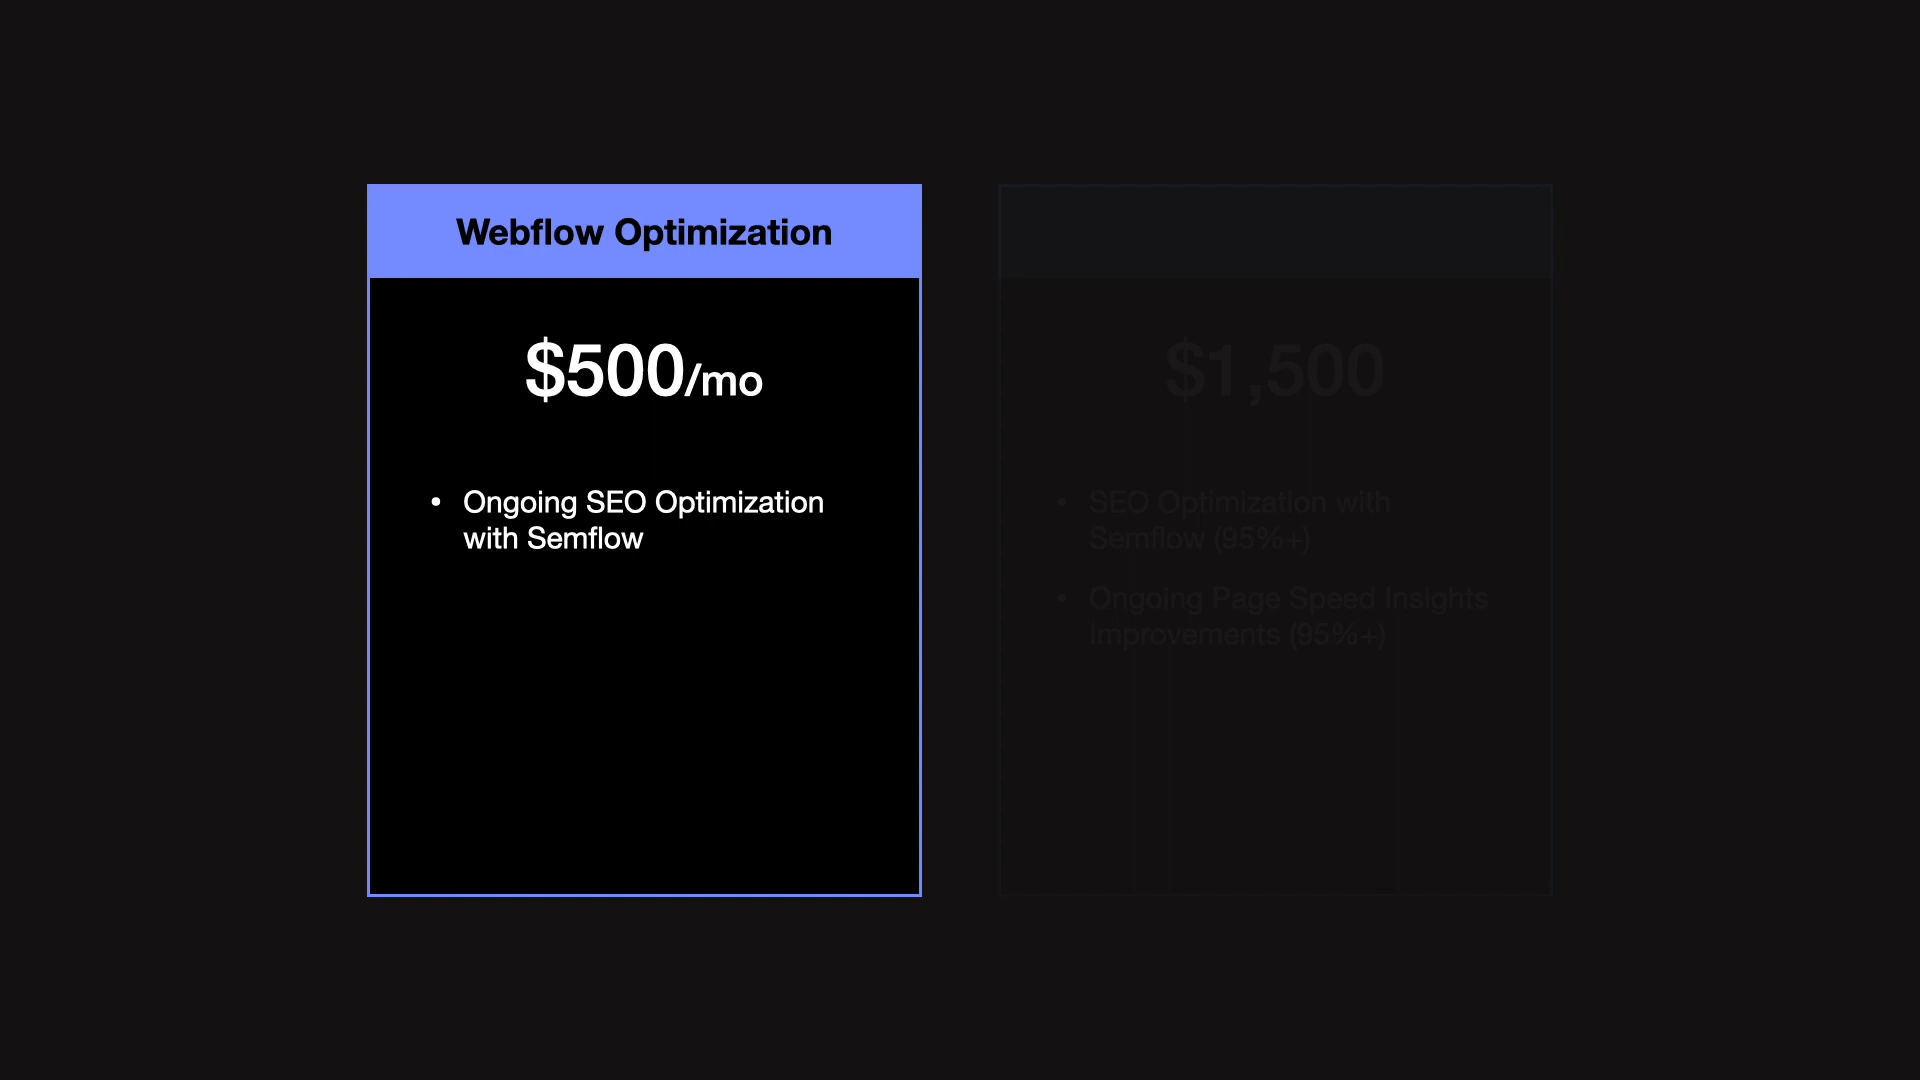 Webflow Optimization
$500/mo
• Ongoing SEO Optimization
with Semflow
$1,500
• SEO Optimization with
Semflow (95%+)
• Ongoing Page Speed Insights
Improvements (95%+)